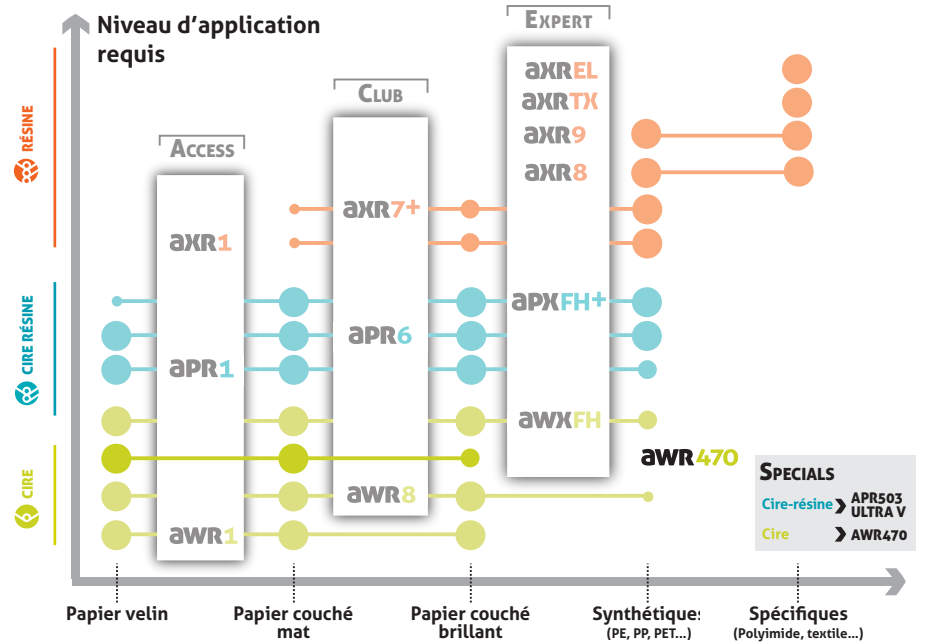 Niveau d'application
requis
EXPERT
CLUB
ACCESS
RÉSINE
CIRE RÉSINE
CIRE
aXREL
aXRTX
aXR9
aXR8
aXR7+
aXR1
aPXFH+
aPR6
aPR1
aWXFH
aWR470
aWR8
aWR1
SPECIALS
Cire-résine
APR503
ULTRA V
Cire
AWR470
Papier velin
Papier couché
mat
Papier couché
brillant
Synthétiques
(PE, PP, PET...)
Spécifiques
(Polyimide, textile...)